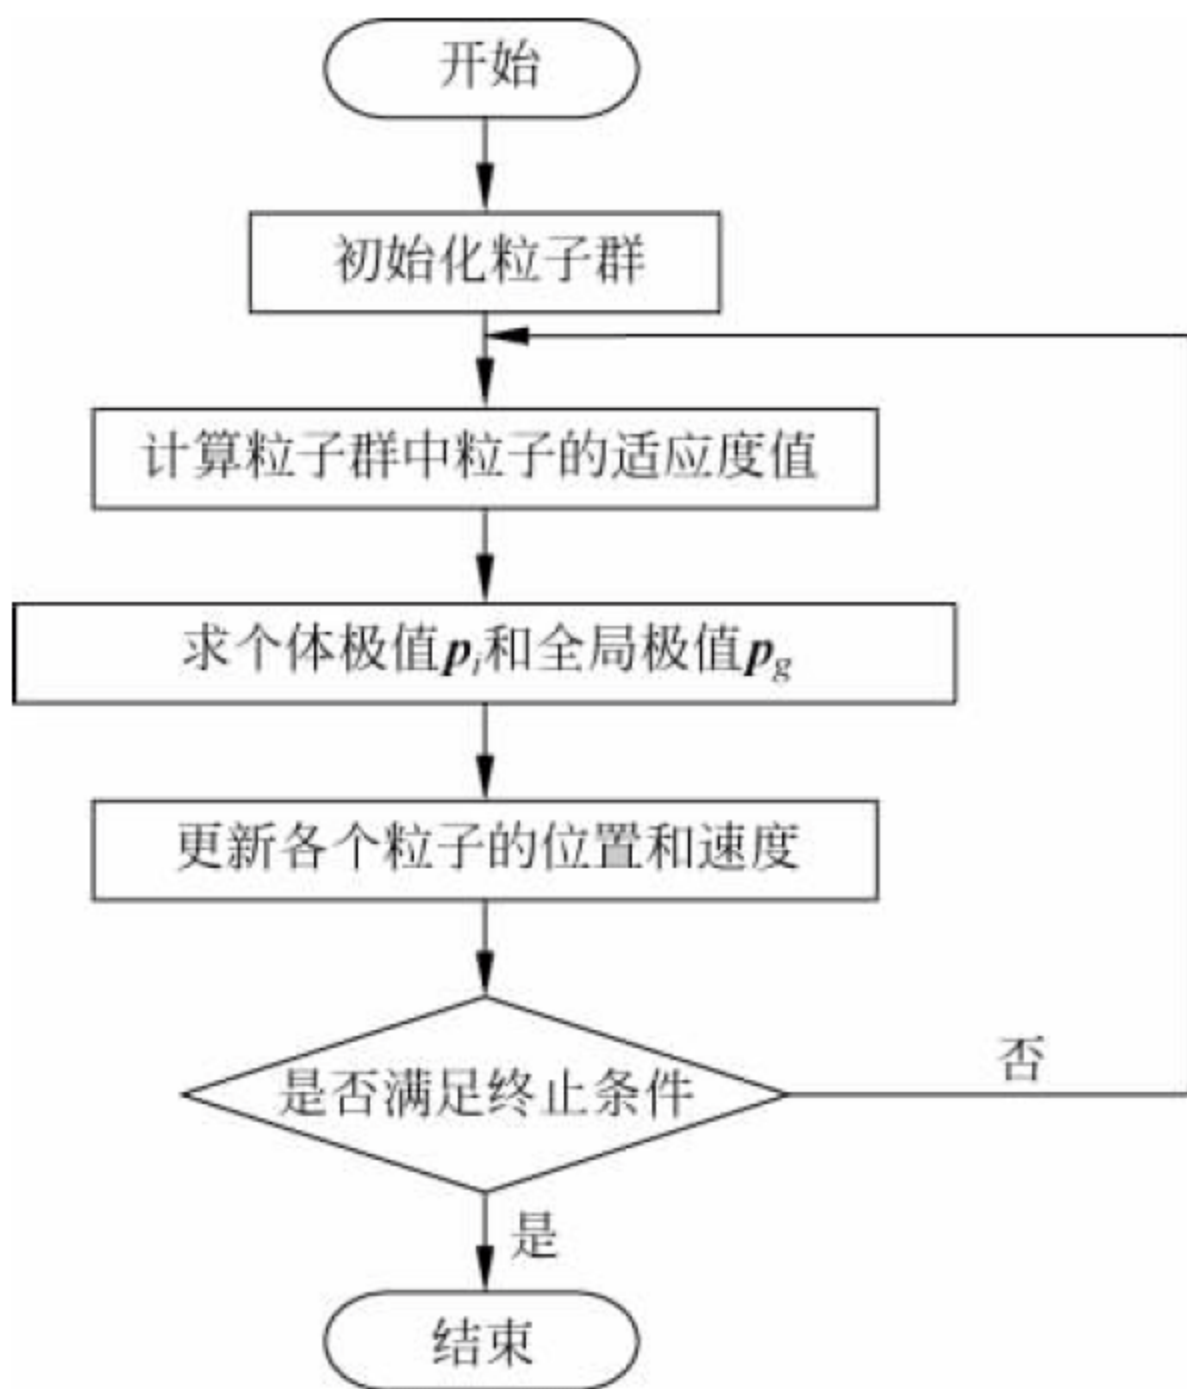 开始
初始化粒子群
计算粒子群中粒子的适应度值
求个体极值pi和全局极值pg
更新各个粒子的位置和速度
是否满足终止条件
否
是
结束